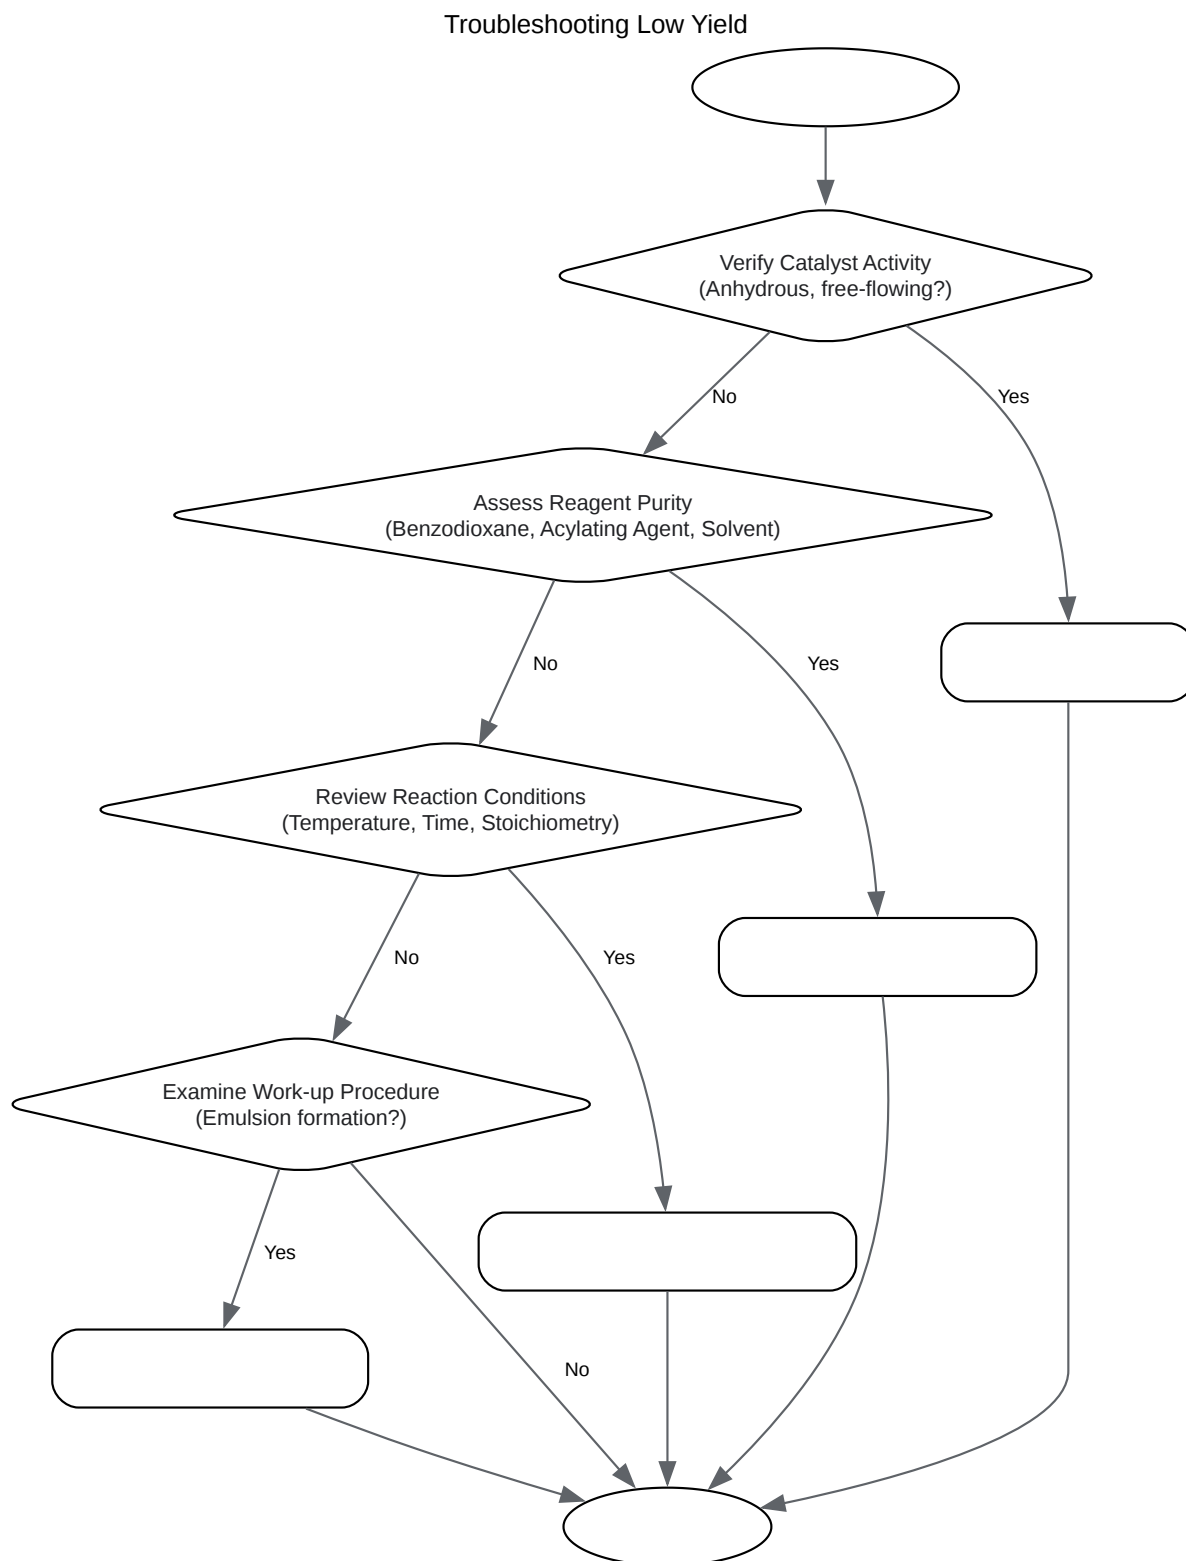 Troubleshooting Low Yield
Verify Catalyst Activity
(Anhydrous, free-flowing?)
No
Yes
Assess Reagent Purity
(Benzodioxane, Acylating Agent, Solvent)
No
Yes
Review Reaction Conditions
(Temperature, Time, Stoichiometry)
No
Yes
Examine Work-up Procedure
(Emulsion formation?)
Yes
No